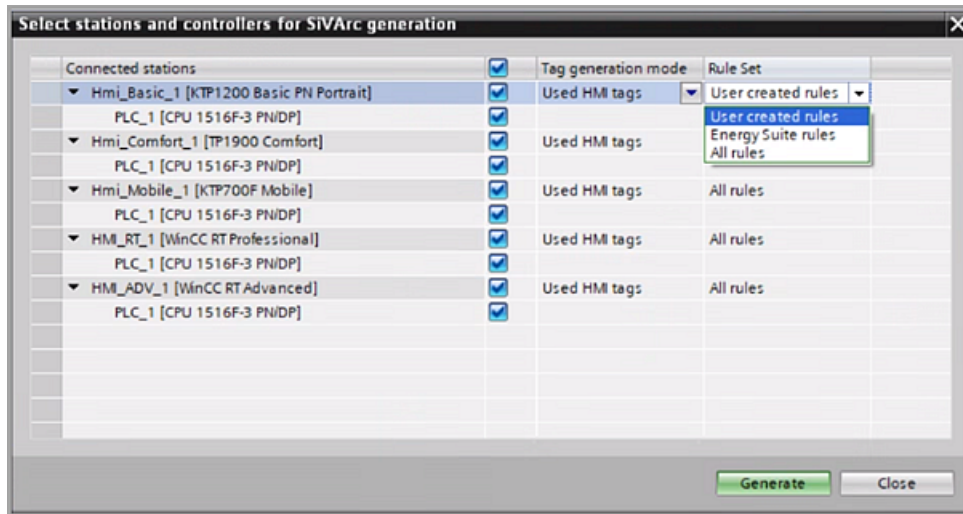 Select stations and controllers for SiVArc generation
Connected stations Tag generation mode Rule Set
Hmi_Basic_1 [KTP1200 Basic PN Portrait] Used HMI tags User created rules
PLC_1 [CPU 1516F-3 PN/DP] User created rules
Energy Suite rules
Hmi_Comfort_1 [TP1900 Comfort] Used HMI tags All rules
PLC_1 [CPU 1516F-3 PN/DP]
Hmi_Mobile_1 [KTP700F Mobile] Used HMI tags All rules
PLC_1 [CPU 1516F-3 PN/DP]
HMI_RT_1 [WinCC RT Professional] Used HMI tags All rules
PLC_1 [CPU 1516F-3 PN/DP]
HMI_ADV_1 [WinCC RT Advanced] Used HMI tags All rules
PLC_1 [CPU 1516F-3 PN/DP]
Generate Close